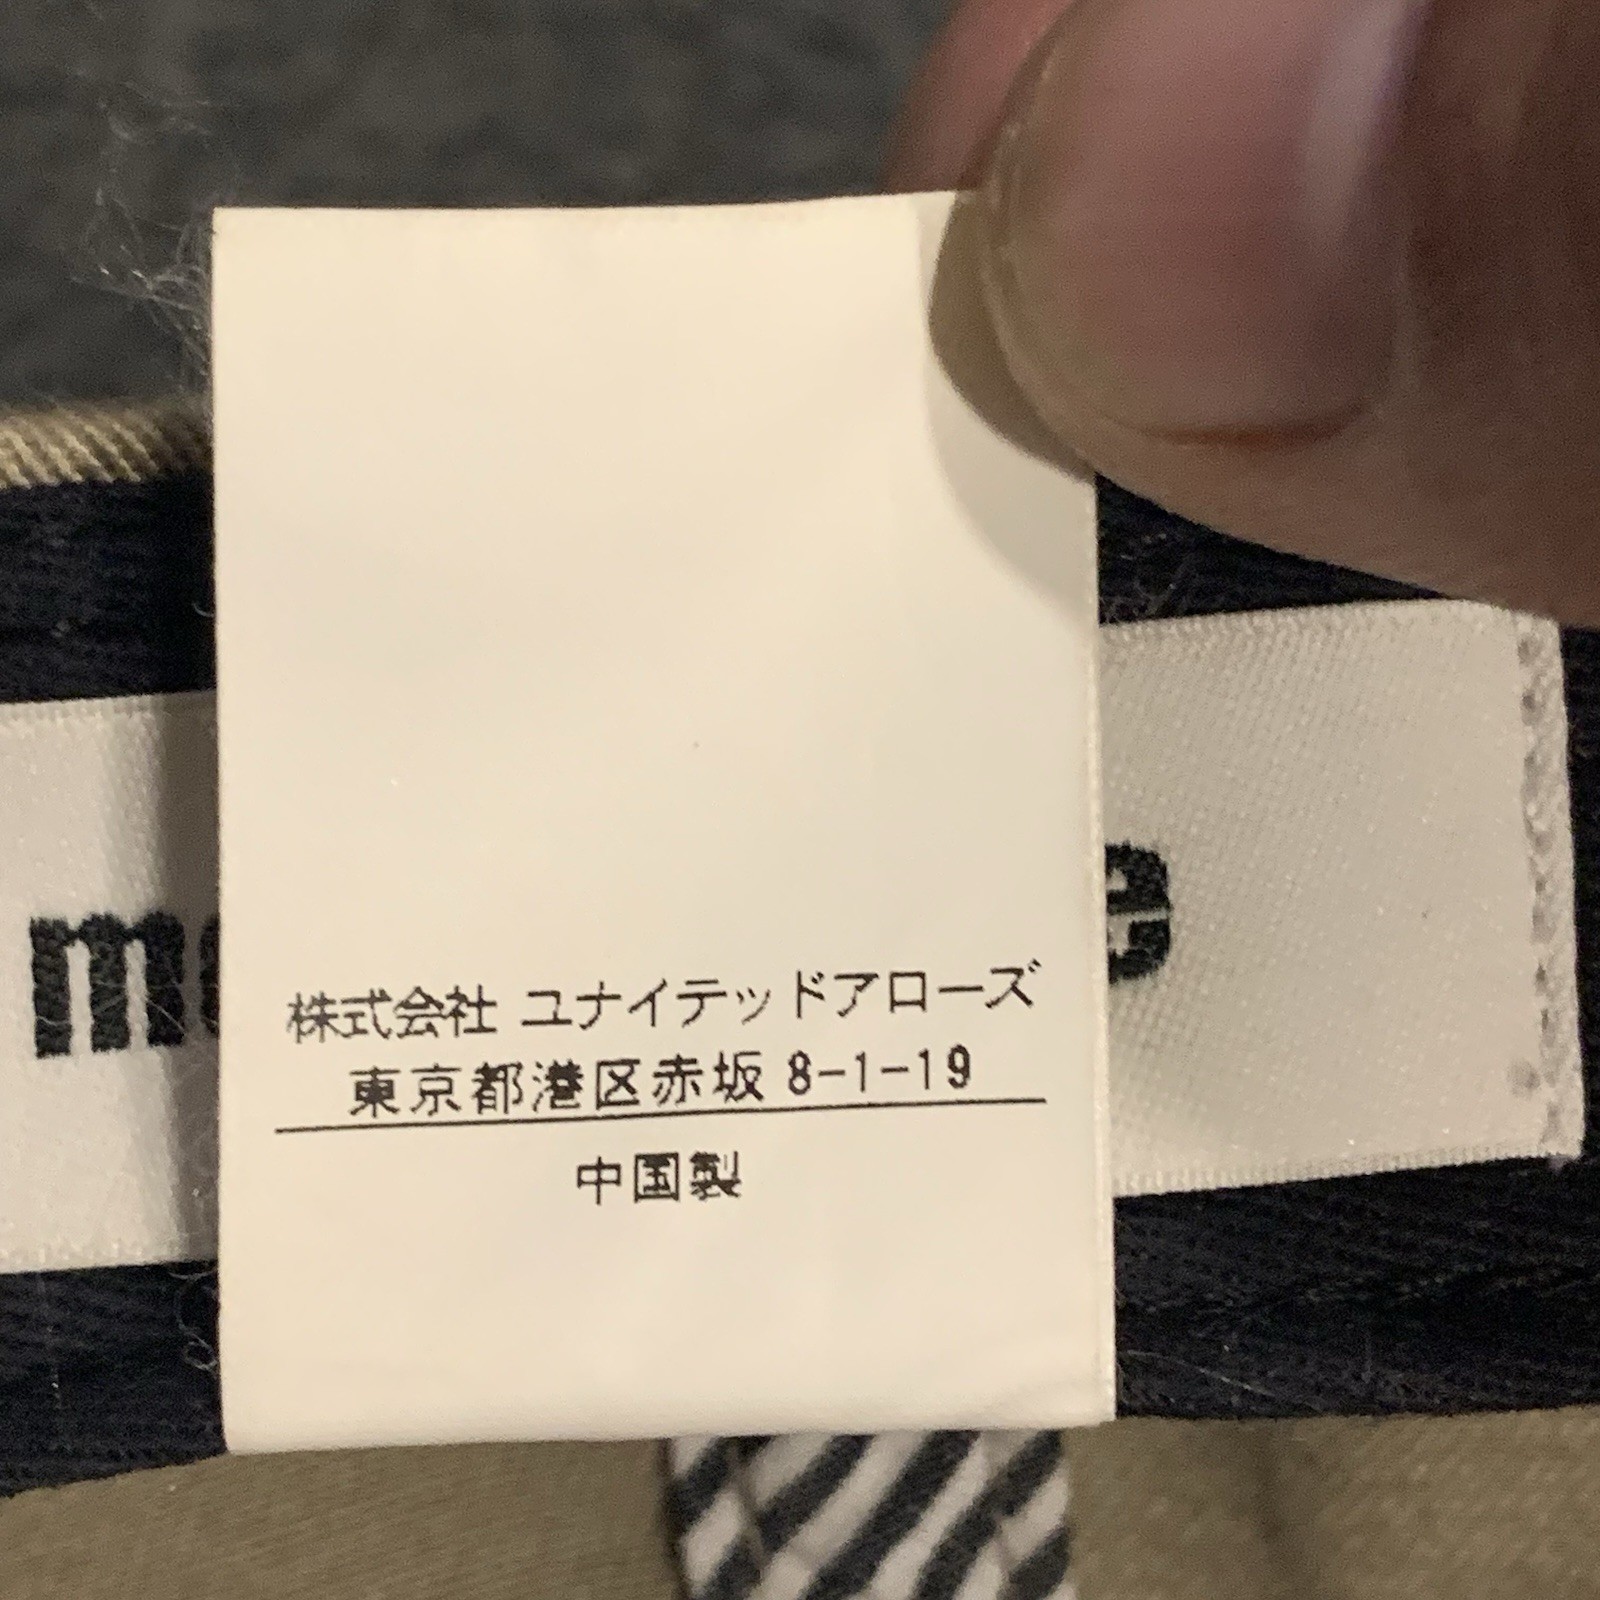 株式会社 ユナイテッドアローズ
東京都港区赤坂 8-1-19
中国製